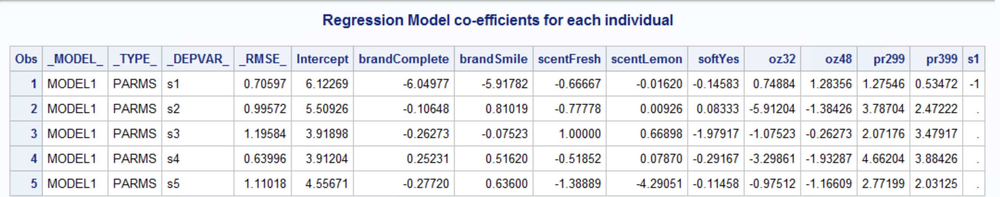 Regression Model co-efficients for each individual
Obs _MODEL_ _TYPE_ _DEPVAR_ _RMSE_ Intercept brandComplete brandSmile scentFresh scentLemon softYes oz32 oz48 pr299 pr399 s1
1 MODEL1 PARMS s1 0.70597 6.12269 -6.04977 -5.91782 -0.66667 -0.01620 -0.14583 0.74884 1.28356 1.27546 0.53472 -1
2 MODEL1 PARMS s2 0.99572 5.50926 -0.10648 0.81019 -0.77778 0.00926 0.08333 -5.91204 -1.38426 3.78704 2.47222 .
3 MODEL1 PARMS s3 1.19584 3.91898 -0.26273 -0.07523 1.00000 0.66898 -1.97917 -1.07523 -0.26273 2.07176 3.47917 .
4 MODEL1 PARMS s4 0.63996 3.91204 0.25231 0.51620 -0.51852 0.07870 -0.29167 -3.29861 -1.93287 4.66204 3.88426 .
5 MODEL1 PARMS s5 1.11018 4.55671 -0.27720 0.63600 -1.38889 -4.29051 -0.11458 -0.97512 -1.16609 2.77199 2.03125 .